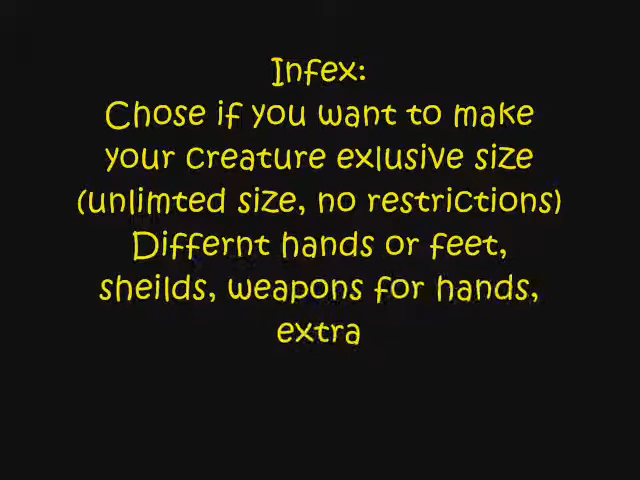 Infex:
Chose if you want to make
your creature exlusive size
(unlimted size, no restrictions)
Differnt hands or feet,
sheilds, weapons for hands,
extra